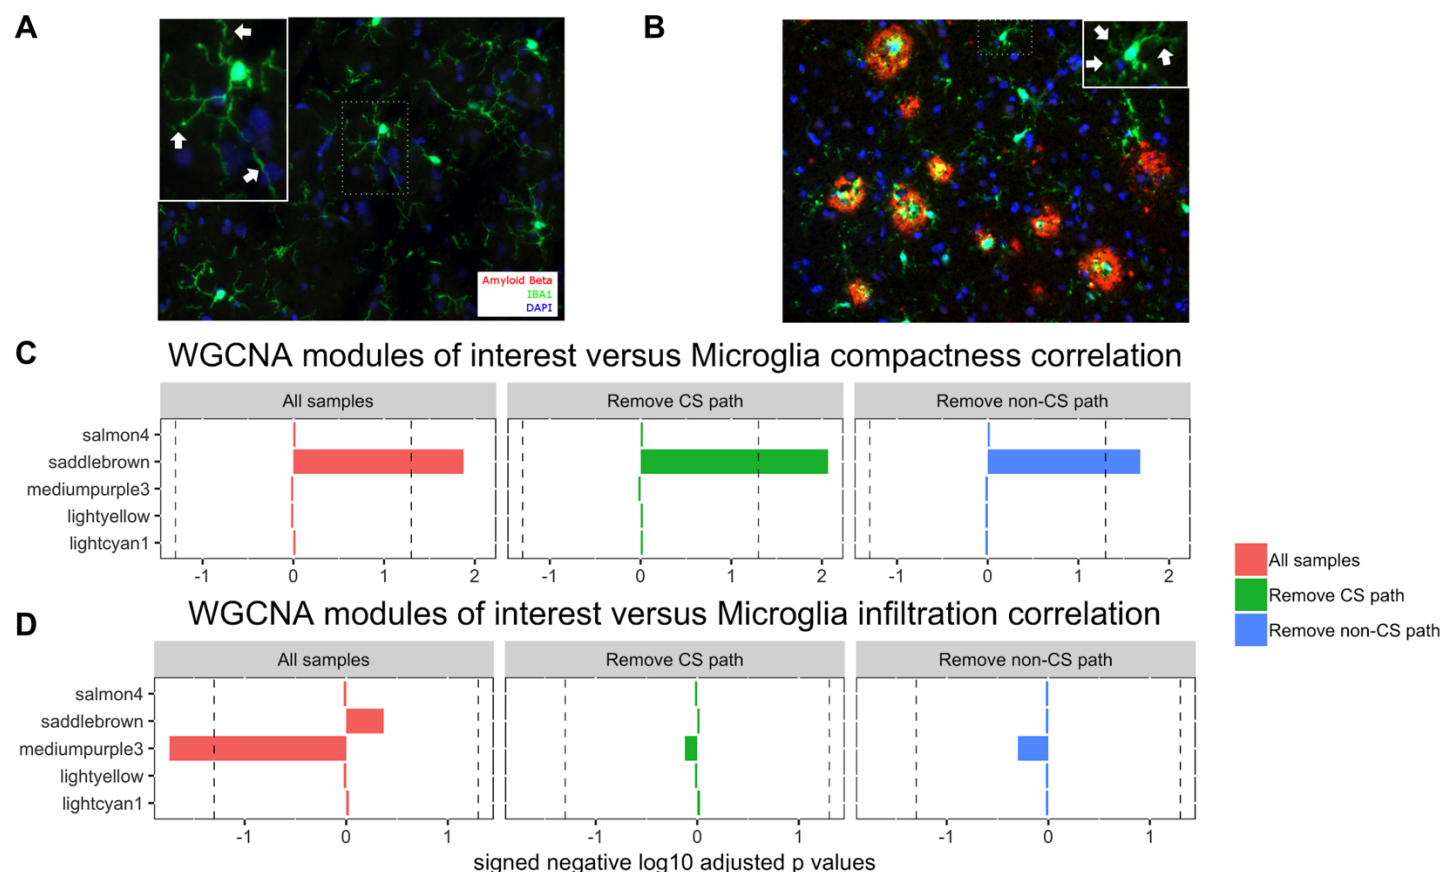 A
B
Amyloid Beta
IBA1
DAPI
C
WGCNA modules of interest versus Microglia compactness correlation
All samples
Remove CS path
Remove non-CS path
salmon4
saddlebrown
mediumpurple3
lightyellow
lightcyan1
-1 0 1 2
-1 0 1 2
-1 0 1 2
All samples
Remove CS path
Remove non-CS path
D
WGCNA modules of interest versus Microglia infiltration correlation
All samples
Remove CS path
Remove non-CS path
salmon4
saddlebrown
mediumpurple3
lightyellow
lightcyan1
-1 0 1
-1 0 1
-1 0 1
signed negative log10 adjusted p values